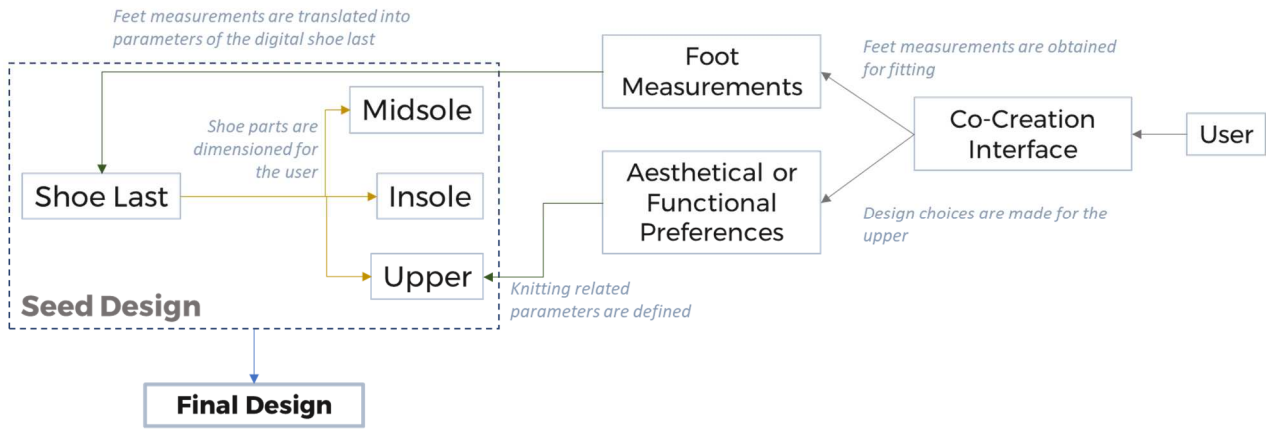 Feet measurements are translated into
parameters of the digital shoe last
Foot
Measurements
Feet measurements are obtained
for fitting
Midsole
Co-Creation
Interface
User
Shoe parts are
dimensioned for
the user
Shoe Last
Insole
Aesthetical or
Functional
Preferences
Design choices are made for the
upper
Upper
Knitting related
parameters are defined
Seed Design
Final Design